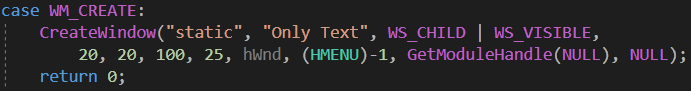 case WM_CREATE:
CreateWindow("static", "Only Text", WS_CHILD | WS_VISIBLE,
20, 20, 100, 25, hWnd, (HMENU)-1, GetModuleHandle(NULL), NULL);
return 0;